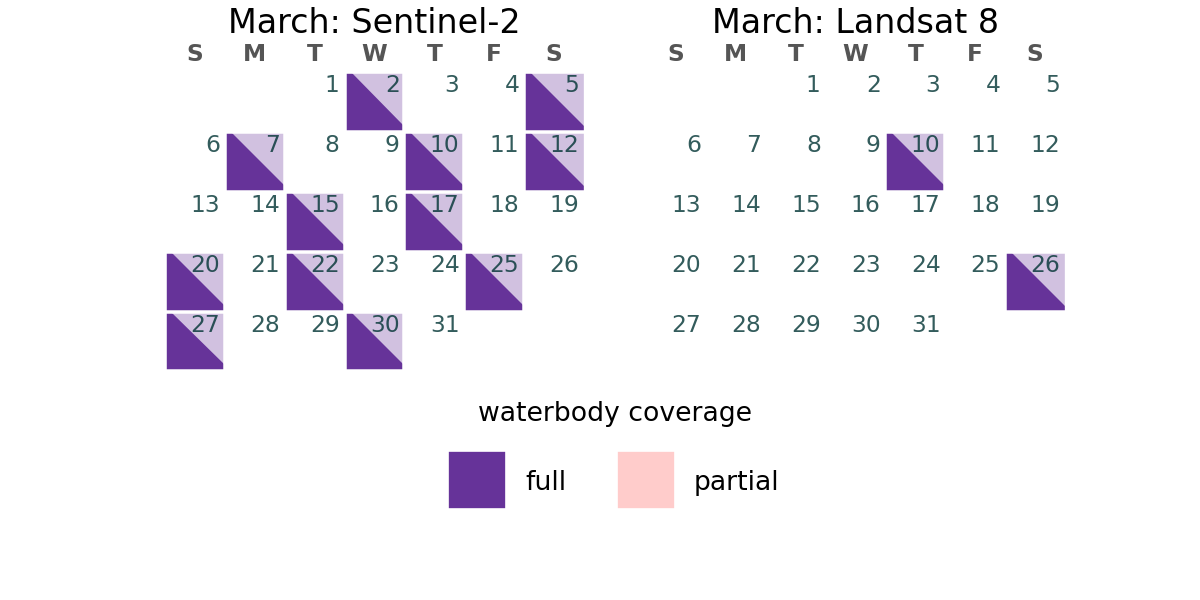 March: Sentinel-2
S M T W T F S
1 2 3 4 5
6 7 8 9 10 11 12
13 14 15 16 17 18 19
20 21 22 23 24 25 26
27 28 29 30 31
March: Landsat 8
S M T W T F S
1 2 3 4 5
6 7 8 9 10 11 12
13 14 15 16 17 18 19
20 21 22 23 24 25 26
27 28 29 30 31
waterbody coverage
full partial